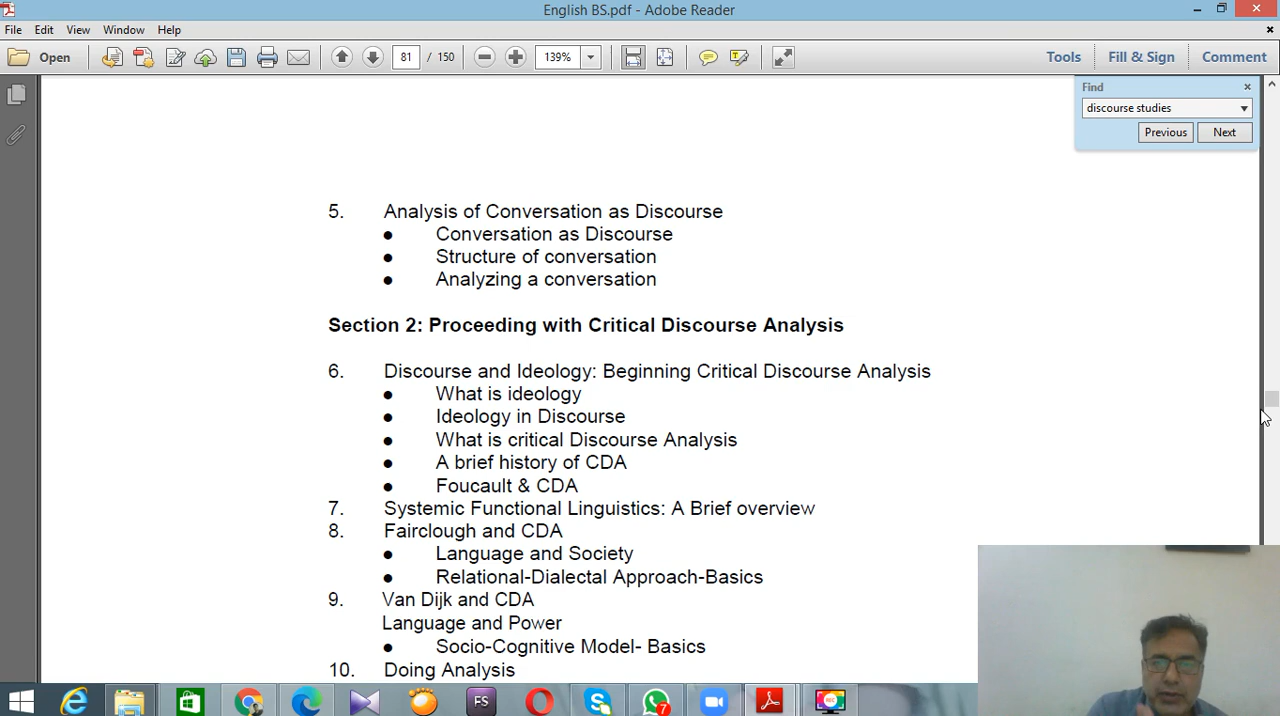 English BS.pdf - Adobe Reader
File Edit View Window Help
Open 81 / 150 139% Tools Fill & Sign Comment
Find
discourse studies
Previous Next
5. Analysis of Conversation as Discourse
● Conversation as Discourse
● Structure of conversation
● Analyzing a conversation
Section 2: Proceeding with Critical Discourse Analysis
6. Discourse and Ideology: Beginning Critical Discourse Analysis
● What is ideology
● Ideology in Discourse
● What is critical Discourse Analysis
● A brief history of CDA
● Foucault & CDA
7. Systemic Functional Linguistics: A Brief overview
8. Fairclough and CDA
● Language and Society
● Relational-Dialectal Approach-Basics
9. Van Dijk and CDA
Language and Power
● Socio-Cognitive Model- Basics
10. Doing Analysis
FS 7